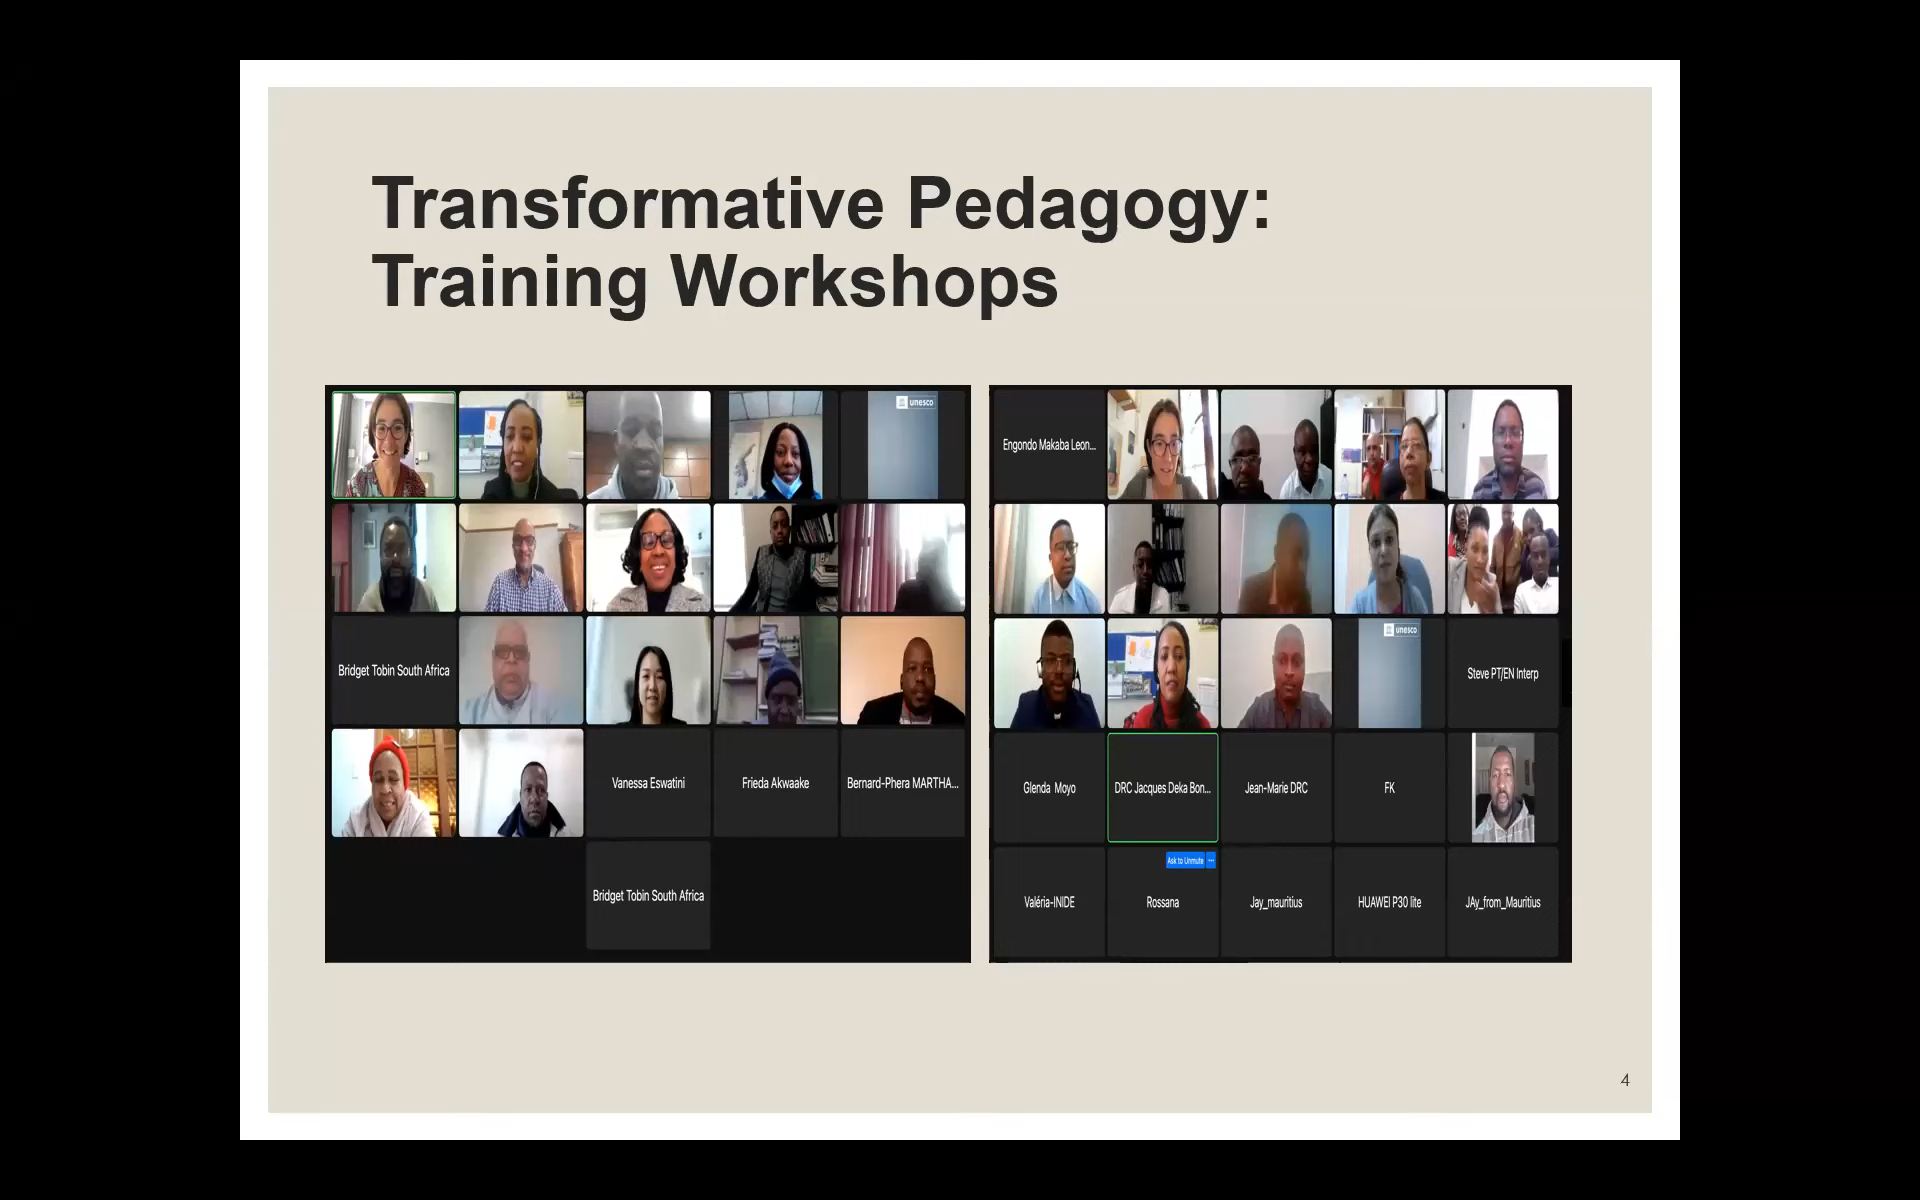 Transformative Pedagogy:
Training Workshops
unesco
Bridget Tobin South Africa
Vanessa Eswatini
Frieda Akwaake
Bernard-Phera MARTHA...
Bridget Tobin South Africa
Engondo Makaba Leon...
unesco
Steve PT/EN Interp
Glenda Moyo
DRC Jacques Deka Bon...
Jean-Marie DRC
FK
Ask to Unmute ...
Valéria-INIDE
Rossana
Jay_mauritius
HUAWEI P30 lite
JAy_from_Mauritius
4